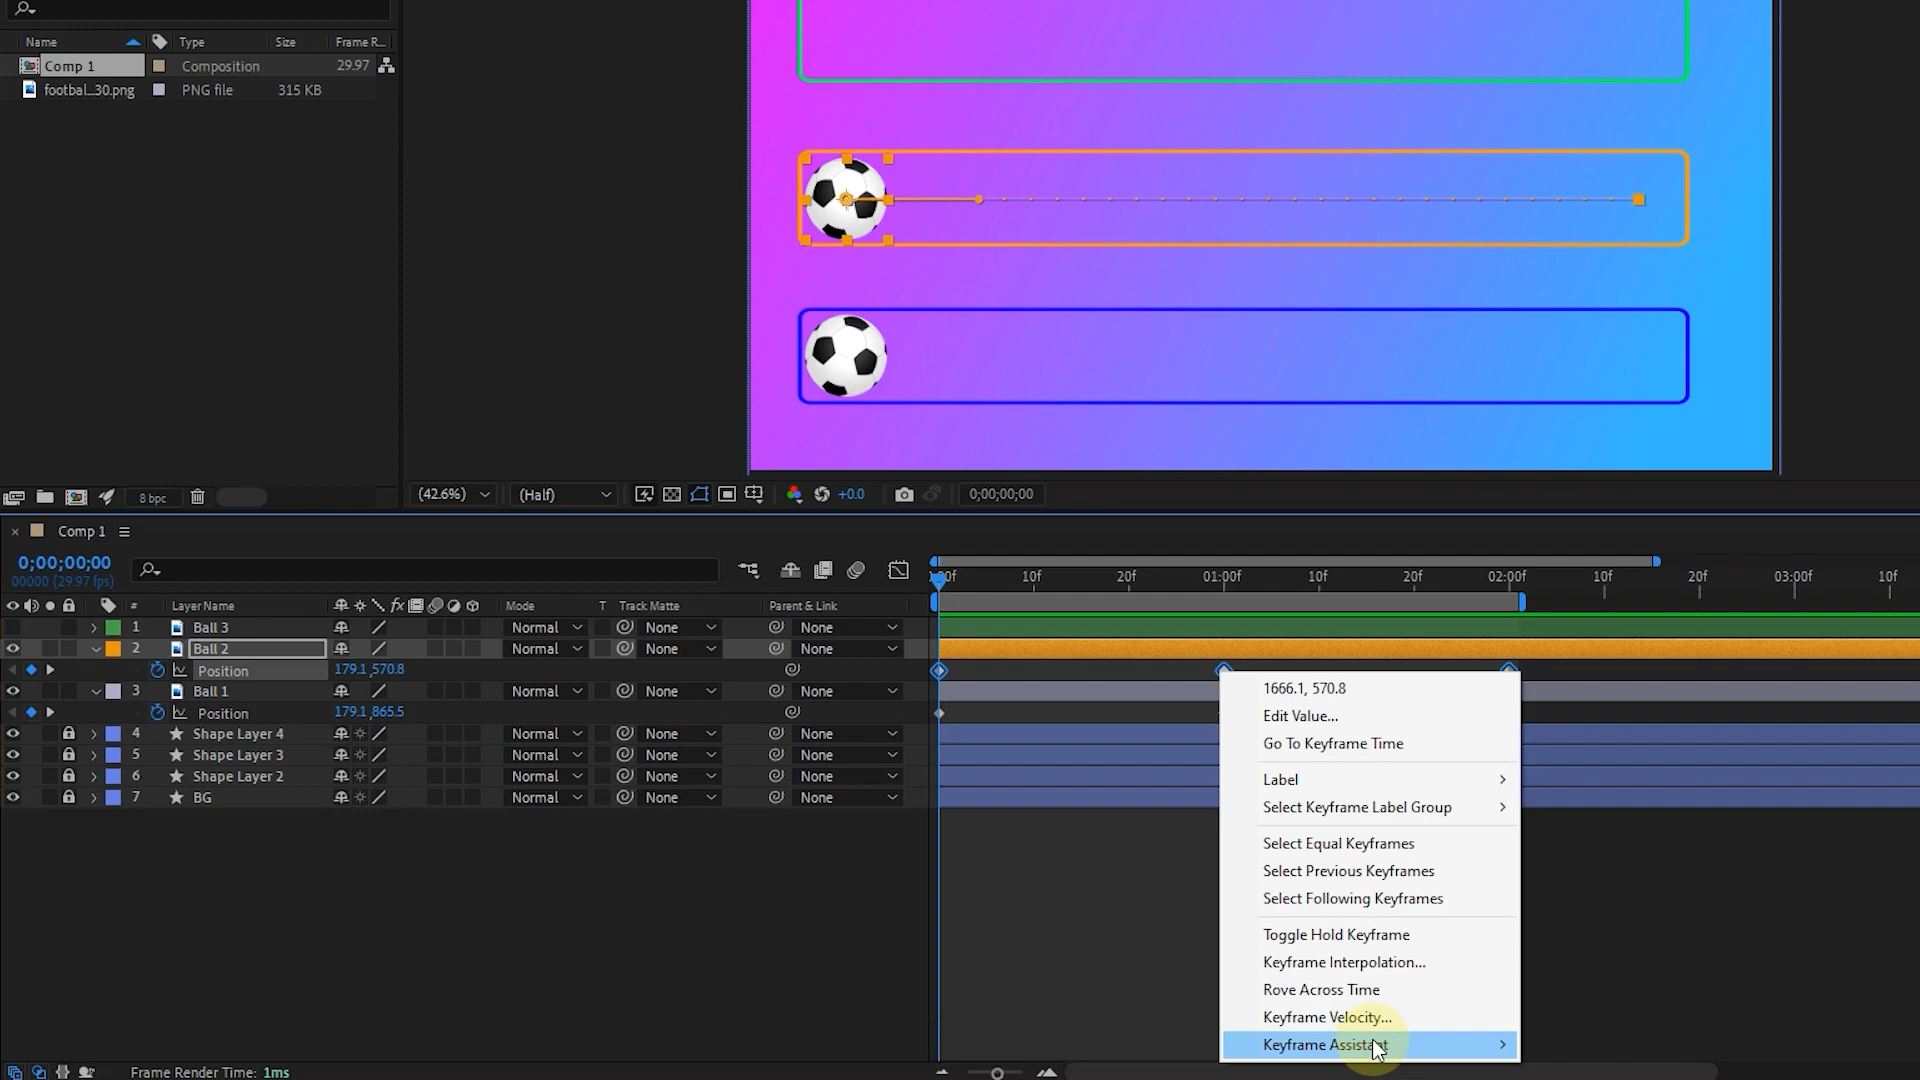 Name Type Size Frame R...
Comp 1 Composition 29.97
footbal...30.png PNG file 315 KB
8 bpc
(42.6%) (Half) +0.0 0;00;00;00
Comp 1
0;00;00;00
00000 (29.97 fps)
10f 20f 01:00f 10f 20f 02:00f 10f 20f 03:00f 10f
# Layer Name fx Mode T Track Matte Parent & Link
1 Ball 3 Normal None None
2 Ball 2 Normal None None
Position 179.1,570.8
3 Ball 1 Normal None None
Position 179.1,865.5
4 Shape Layer 4 Normal None None
5 Shape Layer 3 Normal None None
6 Shape Layer 2 Normal None None
7 BG Normal None None
1666.1, 570.8
Edit Value...
Go To Keyframe Time
Label
Select Keyframe Label Group
Select Equal Keyframes
Select Previous Keyframes
Select Following Keyframes
Toggle Hold Keyframe
Keyframe Interpolation...
Rove Across Time
Keyframe Velocity...
Keyframe Assistant
Frame Render Time: 1ms